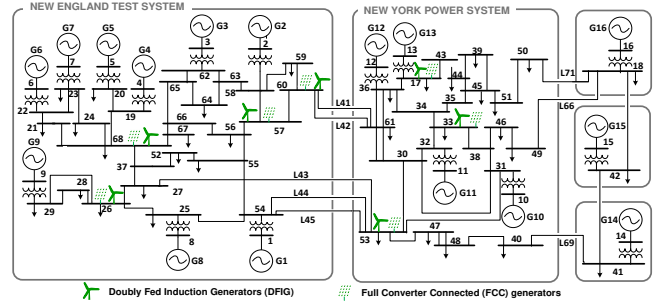 NEW ENGLAND TEST SYSTEM
NEW YORK POWER SYSTEM
G3 G2 G12 G13 G16
G6 G7 G5 G4
3 2 59 12 13 43 39 50 16
6 7 5 4 62 63 58 60 36 17 44 45 L71 18
23 20 65 64 L41 35 51 L66
22 24 19 34
21 66 57 L42 61 33 46 G15
G9 68 67 56 32 38 49 15
52 30 31
9 28 37 55 11 42
27 L43 G11 10
26 L44 G10
29 25 54 G14
L45 53 47 14
8 1 48 40 L69
G8 G1 41
Doubly Fed Induction Generators (DFIG)
Full Converter Connected (FCC) generators